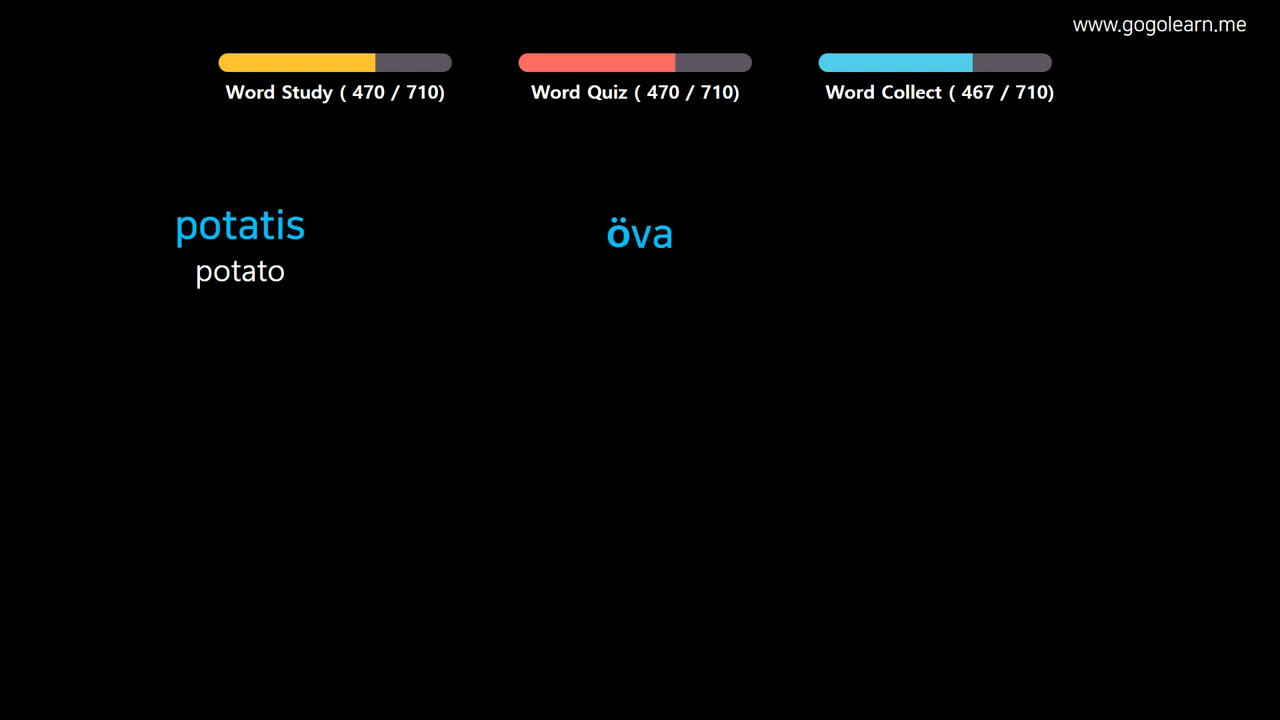 www.gogolearn.me
Word Study ( 470 / 710)
Word Quiz ( 470 / 710)
Word Collect ( 467 / 710)
potatis
potato
öva